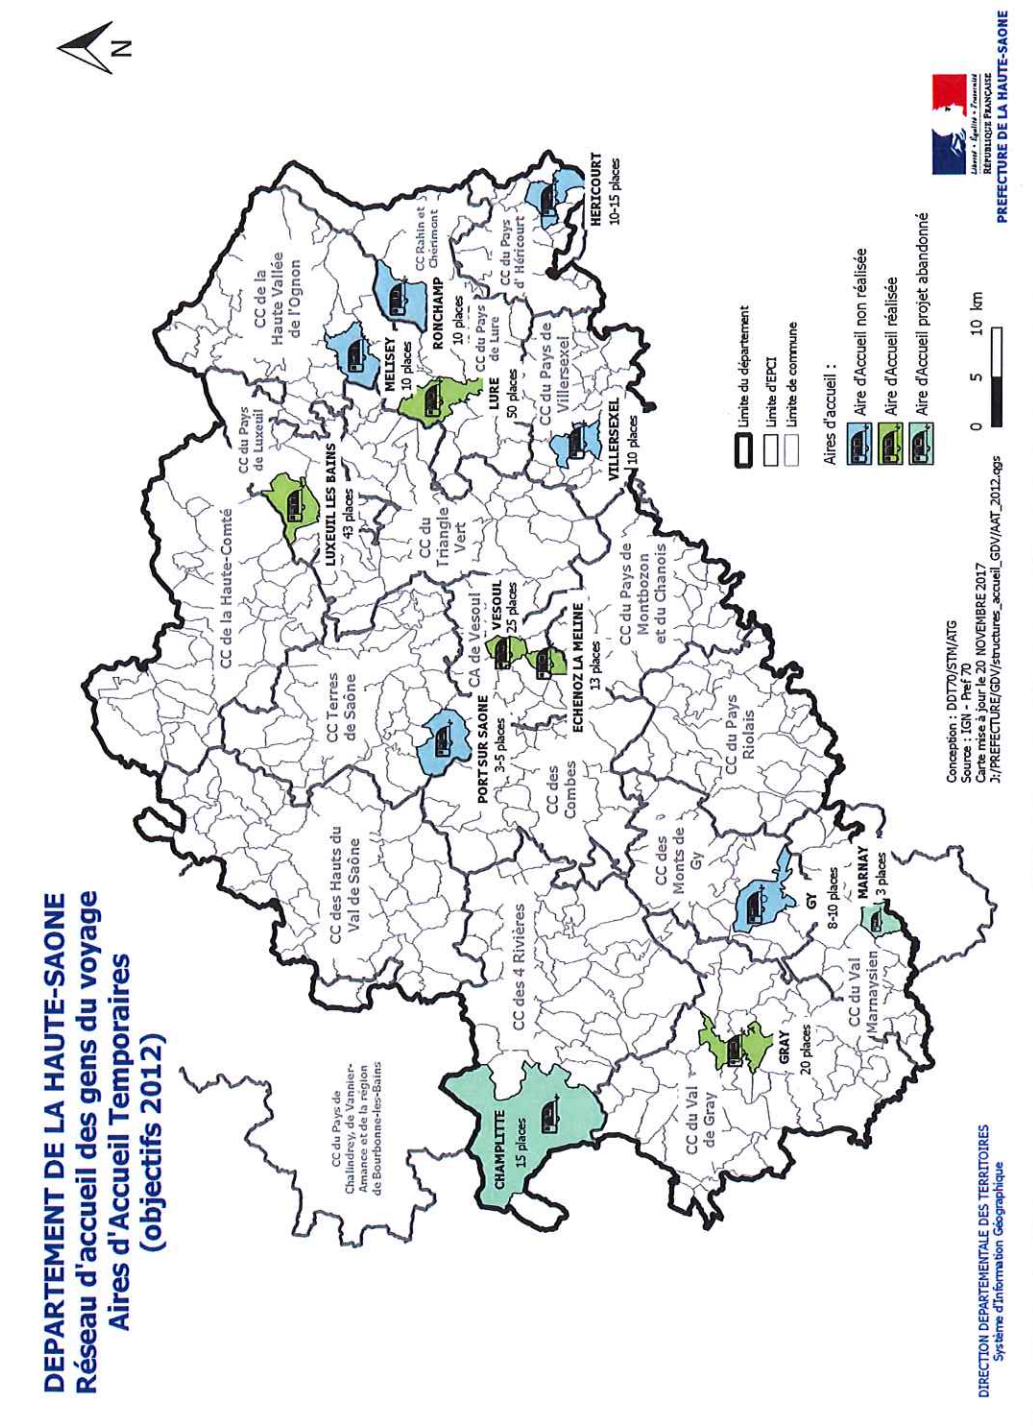 DEPARTEMENT DE LA HAUTE-SAONE
Réseau d'accueil des gens du voyage
Aires d'Accueil Temporaires
(objectifs 2012)
N
CC du Pays de
Chalindrey, de Vannier-
Amance et de la région
de Bourbonne-les-Bains
CC de la Haute-Comté
CC du Pays
de Luxeuil
CC de la
Haute Vallée
de l'Ognon
LUXEUIL LES BAINS
43 places
MELISEY
10 places
RONCHAMP
10 places
CC Rahin et
Chérimont
CC Terres
de Saône
CC des Hauts du
Val de Saône
CC du
Triangle
Vert
LURE
50 places
CC du Pays
de Lure
CC du Pays
d'Héricourt
HERICOURT
10-15 places
CA de Vesoul
VESOUL
25 places
PORT SUR SAONE
3-5 places
ECHENOZ LA MELINE
13 places
CC du Pays de
Villersexel
VILLERSEXEL
10 places
CC des 4 Rivières
CC des
Combes
CC du Pays de
Montbozon
et du Chanois
CHAMPLITTE
15 places
CC du Val
de Gray
GRAY
20 places
CC des
Monts de
Gy
CC du Pays
Riolais
GY
8-10 places
CC du Val
Marnaysien
MARNAY
3 places
Limite du département
Limite d'EPCI
Limite de commune
Aires d'accueil :
Aire d'Accueil non réalisée
Aire d'Accueil réalisée
Aire d'Accueil projet abandonné
0 5 10 km
Conception : DDT70/STM/ATG
Source : IGN - Pref 70
Carte mise à jour le 20 NOVEMBRE 2017
J:/PREFECTURE/GDV/structures_accueil_GDV/AAT_2012.qgs
DIRECTION DEPARTEMENTALE DES TERRITOIRES
Système d'Information Géographique
Liberté • Égalité • Fraternité
RÉPUBLIQUE FRANÇAISE
PREFECTURE DE LA HAUTE-SAONE